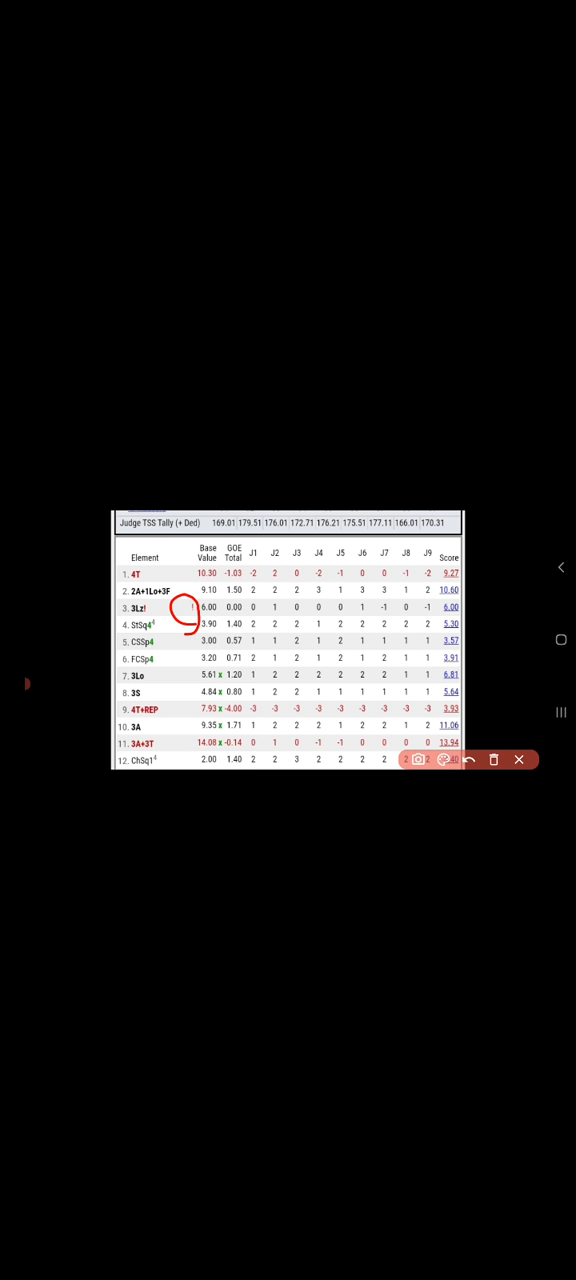 Judge TSS Tally (+ Ded) 169.01 179.51 176.01 172.71 176.21 175.51 177.11 166.01 170.31
Element Base Value GOE Total J1 J2 J3 J4 J5 J6 J7 J8 J9 Score
1. 4T 10.30 -1.03 -2 2 0 -2 -1 0 0 -1 -2 9.27
2. 2A+1Lo+3F 9.10 1.50 2 2 2 3 1 3 3 1 2 10.60
3. 3Lz! ! 6.00 0.00 0 1 0 0 0 1 -1 0 -1 6.00
4. StSq4⁴ 3.90 1.40 2 2 2 1 2 2 2 2 2 5.30
5. CSSp4 3.00 0.57 1 1 2 1 2 1 1 1 1 3.57
6. FCSp4 3.20 0.71 2 1 2 1 1 2 1 1 1 3.91
7. 3Lo 5.61 x 1.20 1 2 2 2 2 2 2 1 1 6.81
8. 3S 4.84 x 0.80 1 2 2 1 1 1 1 1 1 5.64
9. 4T+REP 7.93 x -4.00 -3 -3 -3 -3 -3 -3 -3 -3 -3 3.93
10. 3A 9.35 x 1.71 1 2 2 2 1 2 2 1 2 11.06
11. 3A+3T 14.08 x -0.14 0 1 0 -1 -1 0 0 0 0 13.94
12. ChSq1⁴ 2.00 1.40 2 2 3 2 2 2 2 2 2 .40